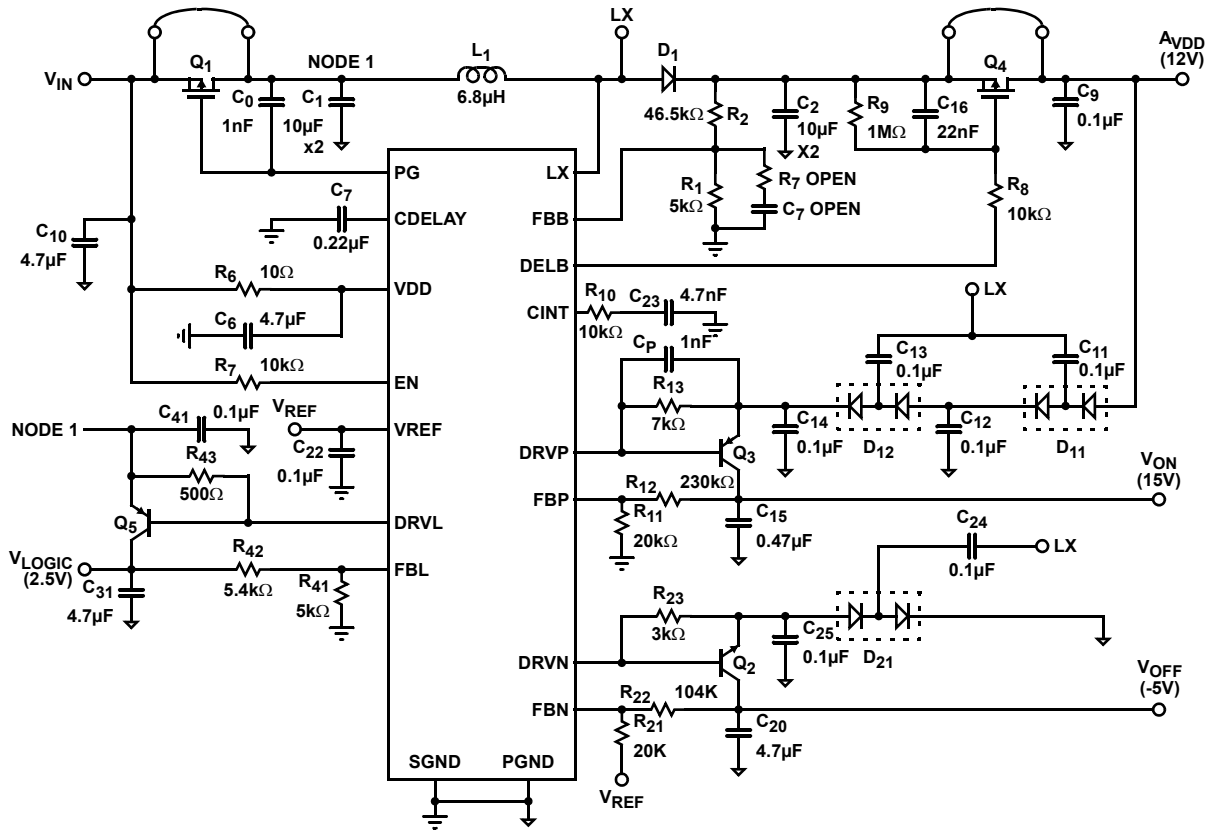 LX
VIN
Q1
NODE 1
L1
6.8µH
D1
Q4
AVDD
(12V)
C0
1nF
C1
10µF
x2
46.5kΩ
R2
C2
10µF
X2
R9
1MΩ
C16
22nF
C9
0.1µF
PG
LX
C7
0.22µF
CDELAY
FBB
R1
5kΩ
R7 OPEN
C7 OPEN
R8
10kΩ
C10
4.7µF
DELB
R6
10Ω
VDD
C6
4.7µF
CINT
R10
10kΩ
C23
4.7nF
LX
R7
10kΩ
EN
CP
1nF
R13
7kΩ
C13
0.1µF
C11
0.1µF
NODE 1
C41
0.1µF
VREF
VREF
C22
0.1µF
DRVP
Q3
C14
0.1µF
D12
C12
0.1µF
D11
R43
500Ω
FBP
R12
230kΩ
R11
20kΩ
C15
0.47µF
VON
(15V)
Q5
DRVL
VLOGIC
(2.5V)
R42
5.4kΩ
R41
5kΩ
FBL
C31
4.7µF
C24
0.1µF
LX
R23
3kΩ
C25
0.1µF
D21
DRVN
Q2
FBN
R22
104K
R21
20K
C20
4.7µF
VOFF
(-5V)
SGND
PGND
VREF